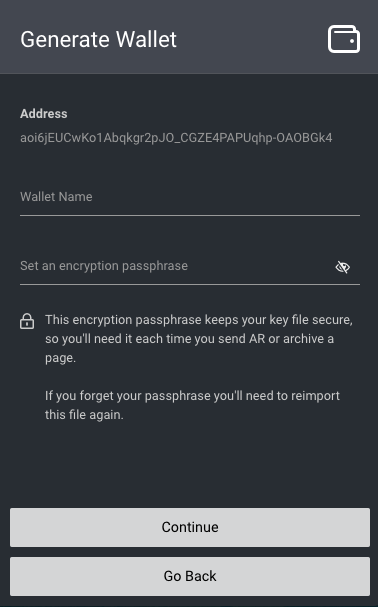 Generate Wallet
Address
aoi6jEUCwKo1Abqkgr2pJO_CGZE4PAPUqhp-OAOBGk4
Wallet Name
Set an encryption passphrase
This encryption passphrase keeps your key file secure,
so you'll need it each time you send AR or archive a
page.
If you forget your passphrase you'll need to reimport
this file again.
Continue
Go Back